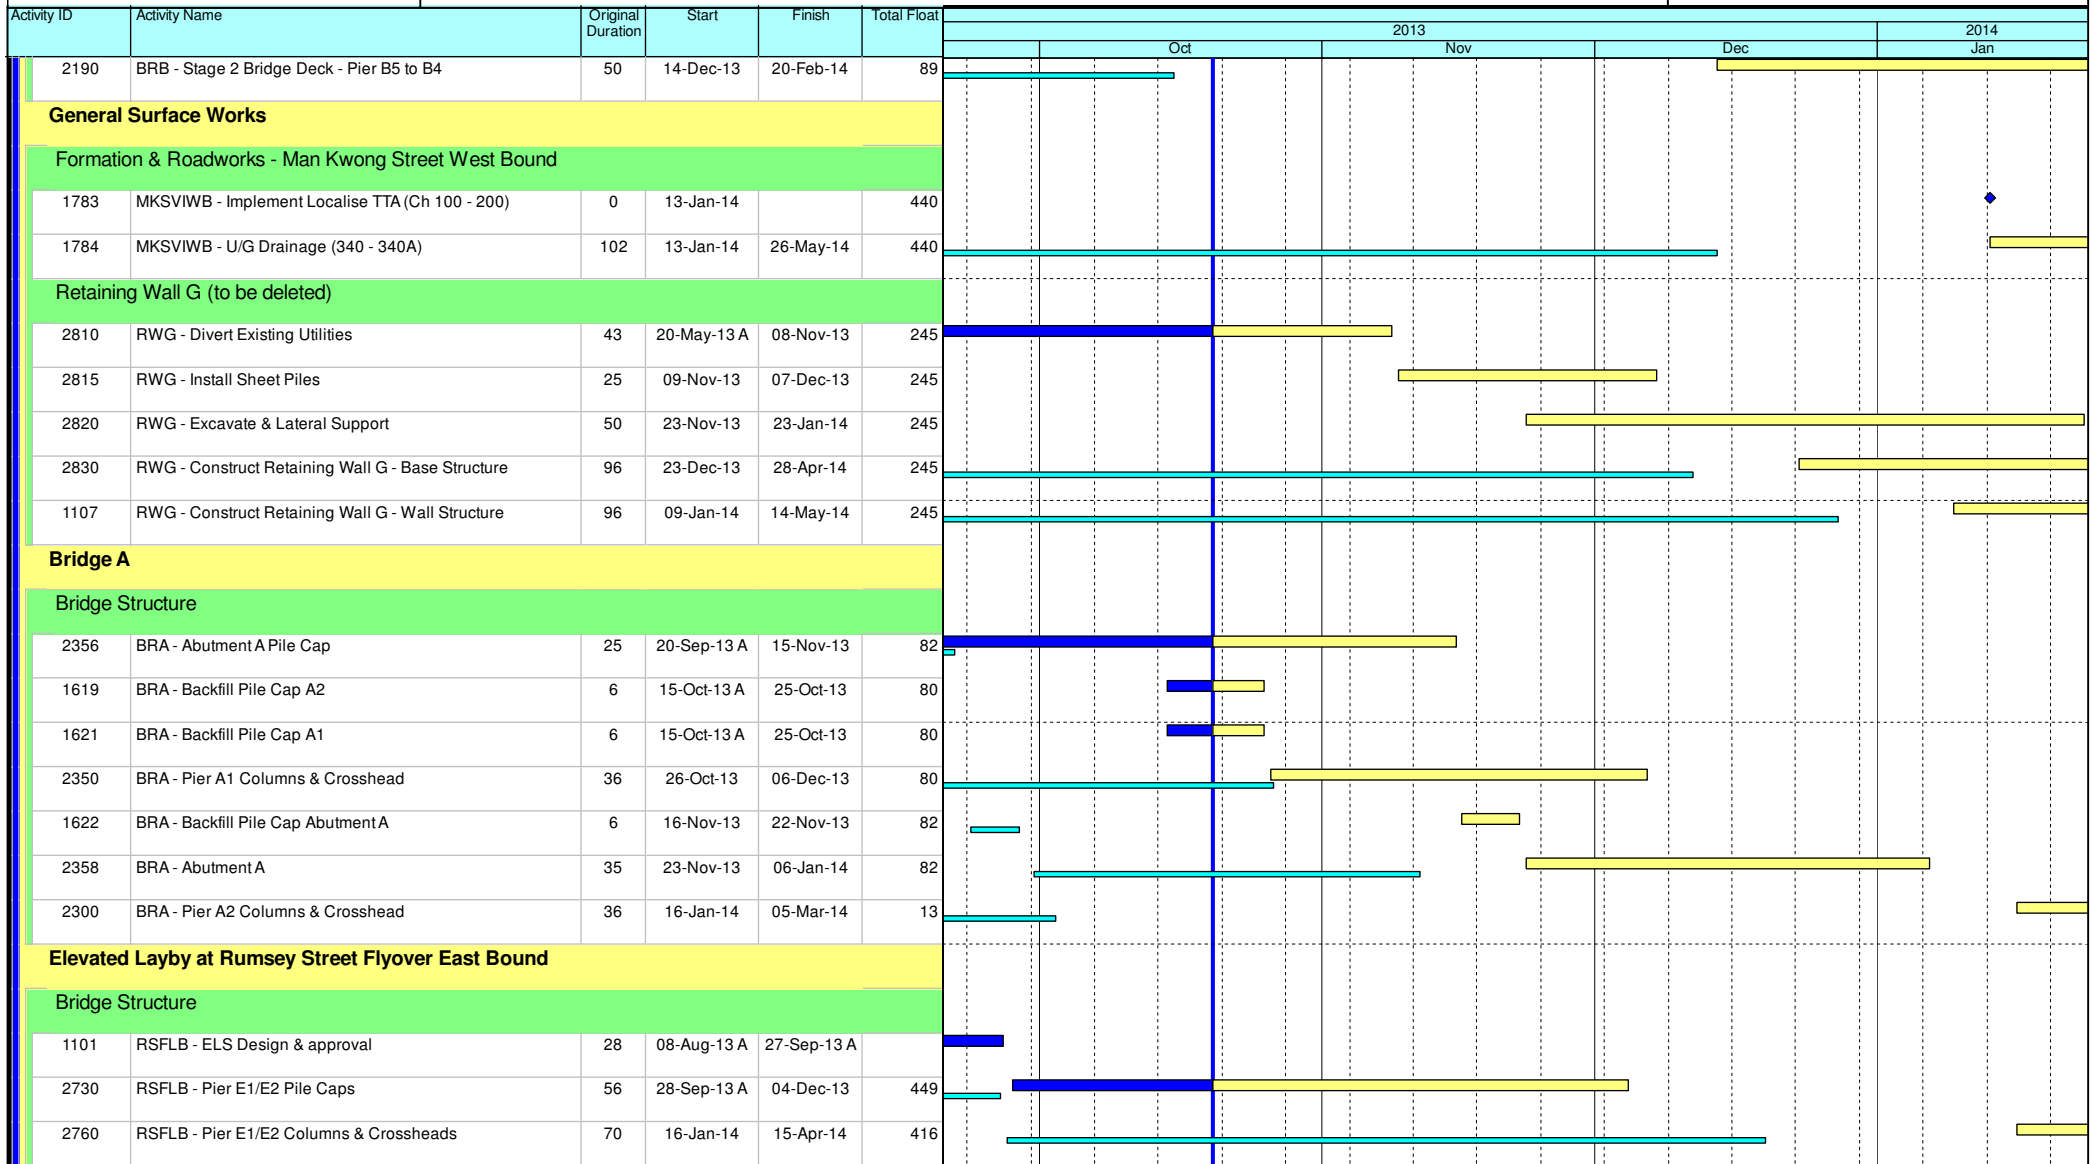 Activity ID Activity Name Original Duration Start Finish Total Float
2013 2014
Oct Nov Dec Jan
2190 BRB - Stage 2 Bridge Deck - Pier B5 to B4 50 14-Dec-13 20-Feb-14 89
General Surface Works
Formation & Roadworks - Man Kwong Street West Bound
1783 MKSVIWB - Implement Localise TTA (Ch 100 - 200) 0 13-Jan-14 440
1784 MKSVIWB - U/G Drainage (340 - 340A) 102 13-Jan-14 26-May-14 440
Retaining Wall G (to be deleted)
2810 RWG - Divert Existing Utilities 43 20-May-13 A 08-Nov-13 245
2815 RWG - Install Sheet Piles 25 09-Nov-13 07-Dec-13 245
2820 RWG - Excavate & Lateral Support 50 23-Nov-13 23-Jan-14 245
2830 RWG - Construct Retaining Wall G - Base Structure 96 23-Dec-13 28-Apr-14 245
1107 RWG - Construct Retaining Wall G - Wall Structure 96 09-Jan-14 14-May-14 245
Bridge A
Bridge Structure
2356 BRA - Abutment A Pile Cap 25 20-Sep-13 A 15-Nov-13 82
1619 BRA - Backfill Pile Cap A2 6 15-Oct-13 A 25-Oct-13 80
1621 BRA - Backfill Pile Cap A1 6 15-Oct-13 A 25-Oct-13 80
2350 BRA - Pier A1 Columns & Crosshead 36 26-Oct-13 06-Dec-13 80
1622 BRA - Backfill Pile Cap Abutment A 6 16-Nov-13 22-Nov-13 82
2358 BRA - Abutment A 35 23-Nov-13 06-Jan-14 82
2300 BRA - Pier A2 Columns & Crosshead 36 16-Jan-14 05-Mar-14 13
Elevated Layby at Rumsey Street Flyover East Bound
Bridge Structure
1101 RSFLB - ELS Design & approval 28 08-Aug-13 A 27-Sep-13 A
2730 RSFLB - Pier E1/E2 Pile Caps 56 28-Sep-13 A 04-Dec-13 449
2760 RSFLB - Pier E1/E2 Columns & Crossheads 70 16-Jan-14 15-Apr-14 416